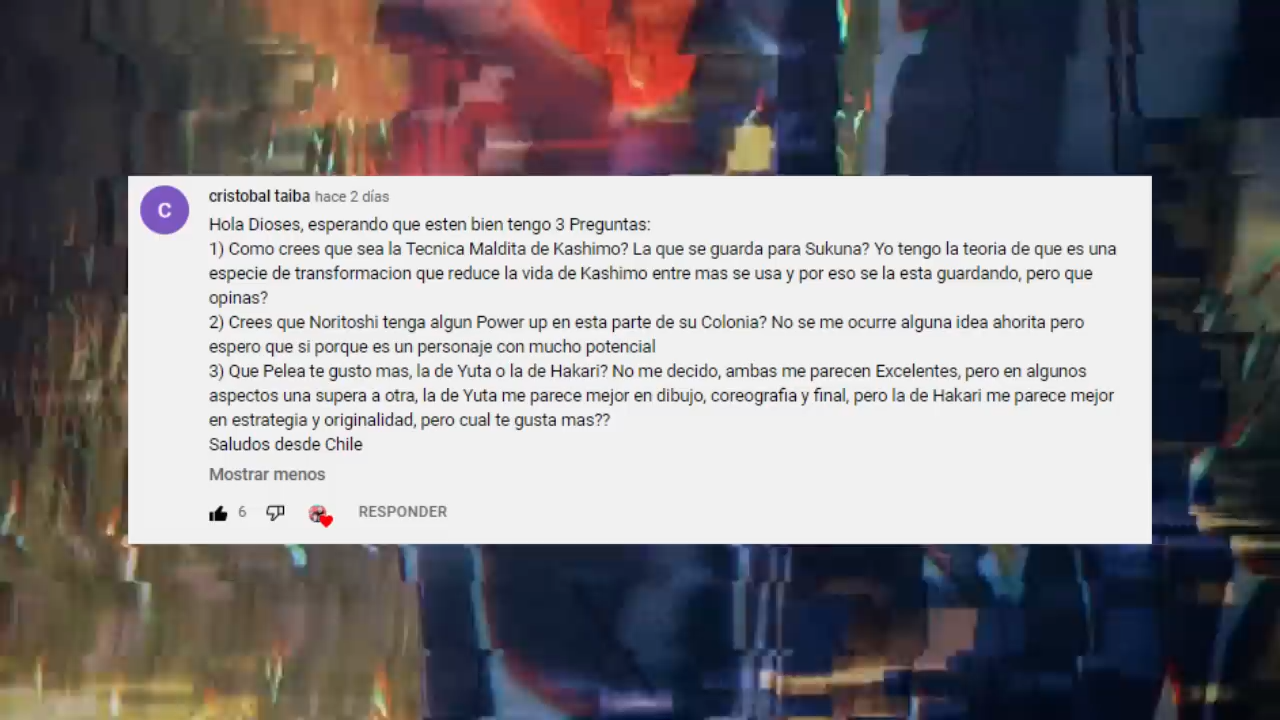 C
cristobal taiba hace 2 días
Hola Dioses, esperando que esten bien tengo 3 Preguntas:
1) Como crees que sea la Tecnica Maldita de Kashimo? La que se guarda para Sukuna? Yo tengo la teoria de que es una
especie de transformacion que reduce la vida de Kashimo entre mas se usa y por eso se la esta guardando, pero que
opinas?
2) Crees que Noritoshi tenga algun Power up en esta parte de su Colonia? No se me ocurre alguna idea ahorita pero
espero que si porque es un personaje con mucho potencial
3) Que Pelea te gusto mas, la de Yuta o la de Hakari? No me decido, ambas me parecen Excelentes, pero en algunos
aspectos una supera a otra, la de Yuta me parece mejor en dibujo, coreografia y final, pero la de Hakari me parece mejor
en estrategia y originalidad, pero cual te gusta mas??
Saludos desde Chile
Mostrar menos
6 RESPONDER